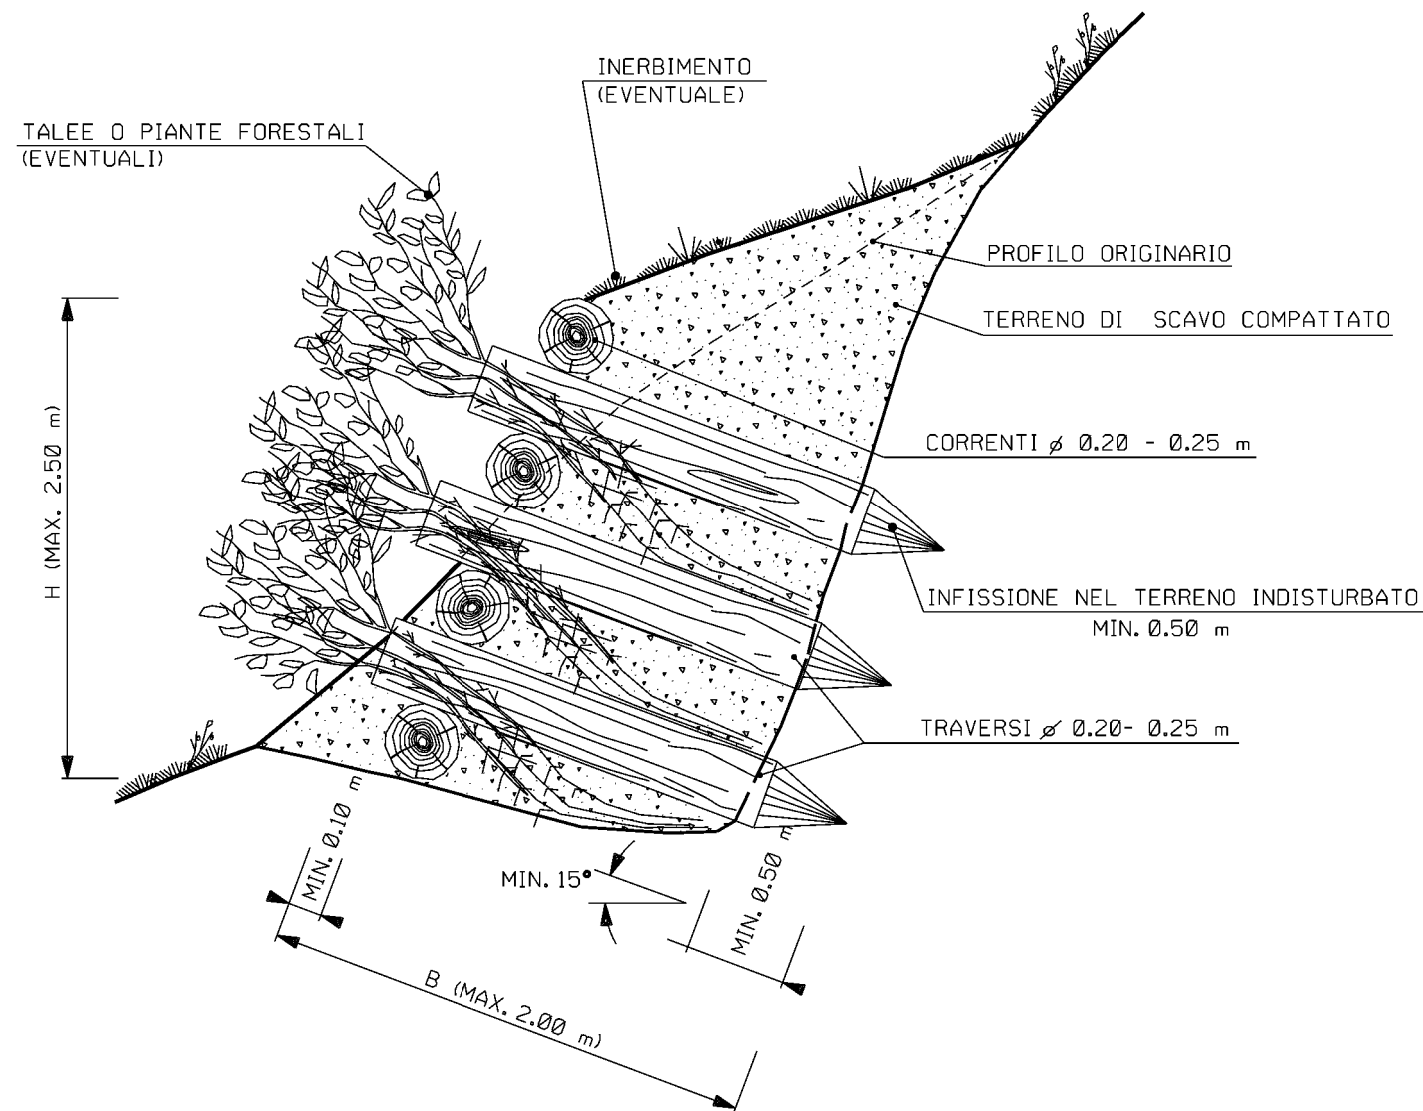 INERBIMENTO
(EVENTUALE)
TALEE O PIANTE FORESTALI
(EVENTUALI)
PROFILO ORIGINARIO
TERRENO DI SCAVO COMPATTATO
H (MAX. 2.50 m)
CORRENTI ø 0.20 - 0.25 m
INFISSIONE NEL TERRENO INDISTURBATO
MIN. 0.50 m
TRAVERSI ø 0.20- 0.25 m
MIN. 0.10 m
MIN. 15°
MIN. 0.50 m
B (MAX. 2.00 m)